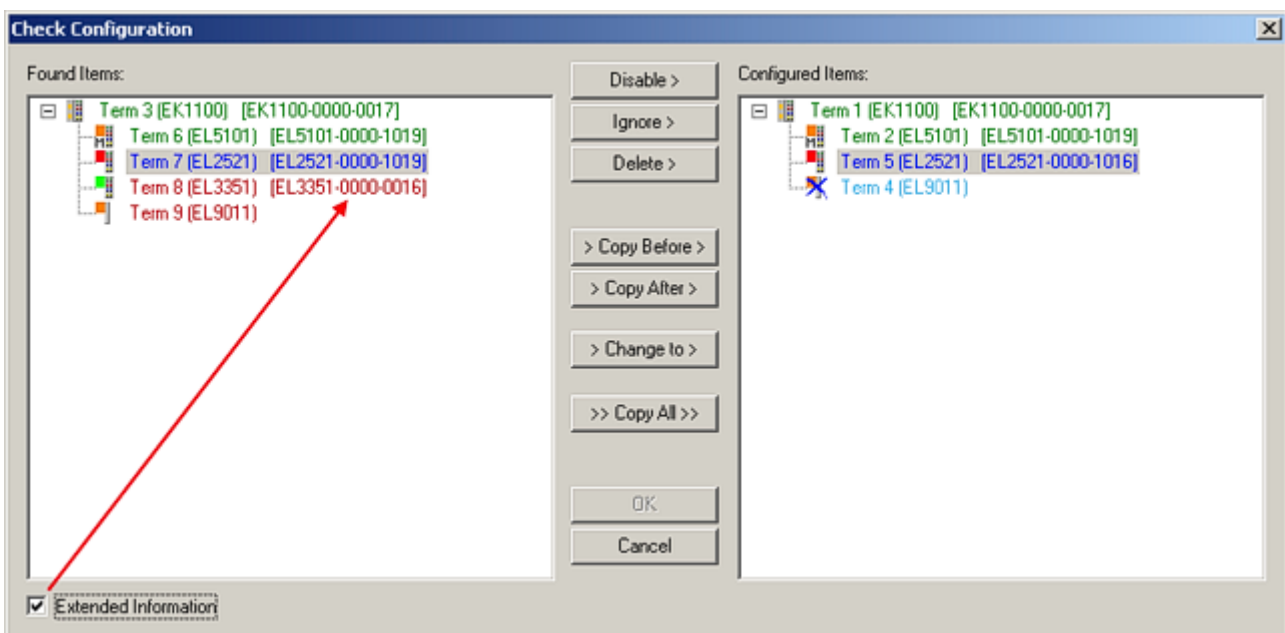 Check Configuration
Found Items:
Term 3 (EK1100) [EK1100-0000-0017]
Term 6 (EL5101) [EL5101-0000-1019]
Term 7 (EL2521) [EL2521-0000-1019]
Term 8 (EL3351) [EL3351-0000-0016]
Term 9 (EL9011)
Disable >
Ignore >
Delete >
> Copy Before >
> Copy After >
> Change to >
>> Copy All >>
OK
Cancel
Configured Items:
Term 1 (EK1100) [EK1100-0000-0017]
Term 2 (EL5101) [EL5101-0000-1019]
Term 5 (EL2521) [EL2521-0000-1016]
Term 4 (EL9011)
Extended Information